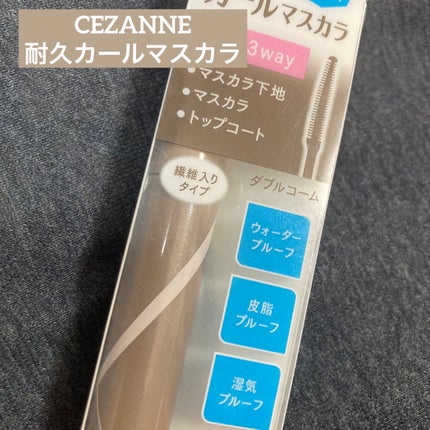 CEZANNE
耐久カールマスカラ
カールマスカラ
3way
•マスカラ下地
•マスカラ
•トップコート
ダブルコーム
繊維入り
タイプ
ウォーター
プルーフ
皮脂
プルーフ
湿気
プルーフ